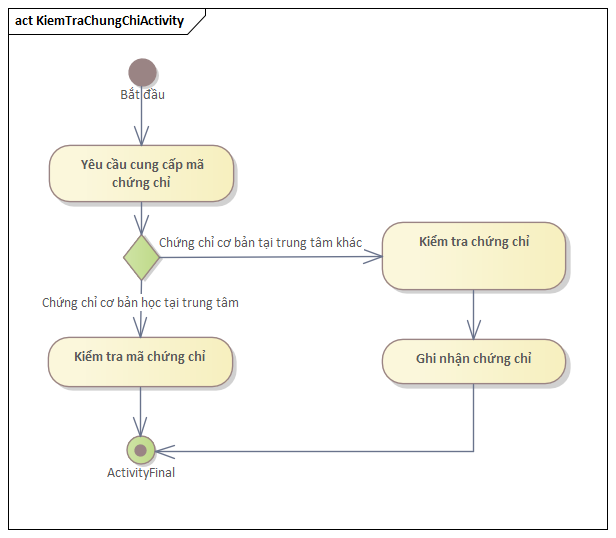 act KiemTraChungChiActivity
Bắt đầu
Yêu cầu cung cấp mã
chứng chỉ
Chứng chỉ cơ bản tại trung tâm khác
Kiểm tra chứng chỉ
Chứng chỉ cơ bản học tại trung tâm
Kiểm tra mã chứng chỉ
Ghi nhận chứng chỉ
ActivityFinal